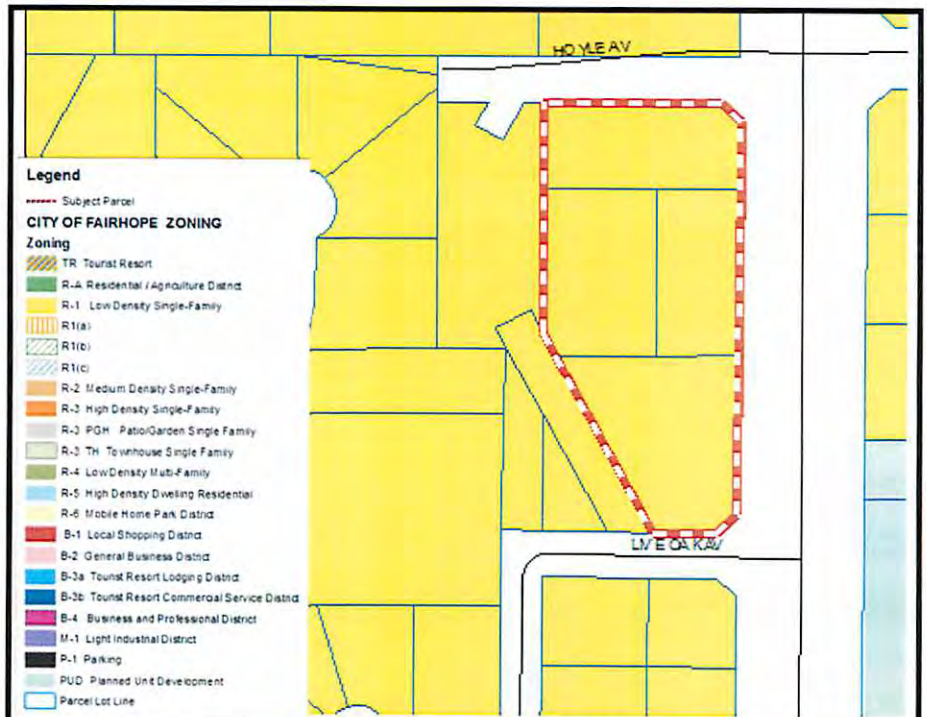 HOYLE AV
Legend
Subject Parcel
CITY OF FAIRHOPE ZONING
Zoning
TR Tourist Resort
R-A Residential / Agriculture District
R-1 Low Density Single-Family
R1(a)
R1(b)
R1(c)
R-2 Medium Density Single-Family
R-3 High Density Single-Family
R-3 PGH Patio/Garden Single Family
R-3 TH Townhouse Single Family
R-4 Low Density Multi-Family
R-5 High Density Dwelling Residential
R-6 Mobile Home Park District
B-1 Local Shopping District
B-2 General Business District
B-3a Tourist Resort Lodging District
B-3b Tourist Resort Commercial Service District
B-4 Business and Professional District
M-1 Light Industrial District
P-1 Parking
PUD Planned Unit Development
Parcel Lot Line
LIVE OAK AV